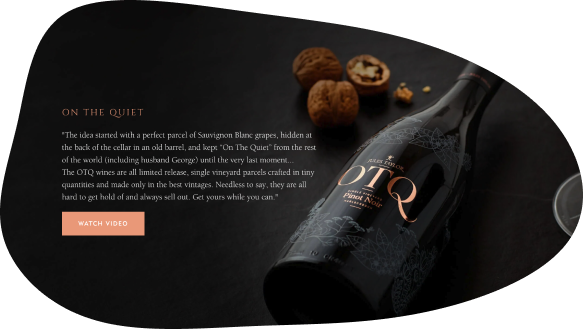 ON THE QUIET
"The idea started with a perfect parcel of Sauvignon Blanc grapes, hidden at
the back of the cellar in an old barrel, and kept "On The Quiet" from the rest
of the world (including husband George) until the very last moment...
The OTQ wines are all limited release, single vineyard parcels crafted in tiny
quantities and made only in the best vintages. Needless to say, they are all
hard to get hold of and always sell out. Get yours while you can."
WATCH VIDEO
JULES TAYLOR
OTQ
SINGLE VINEYARD
Pinot Noir